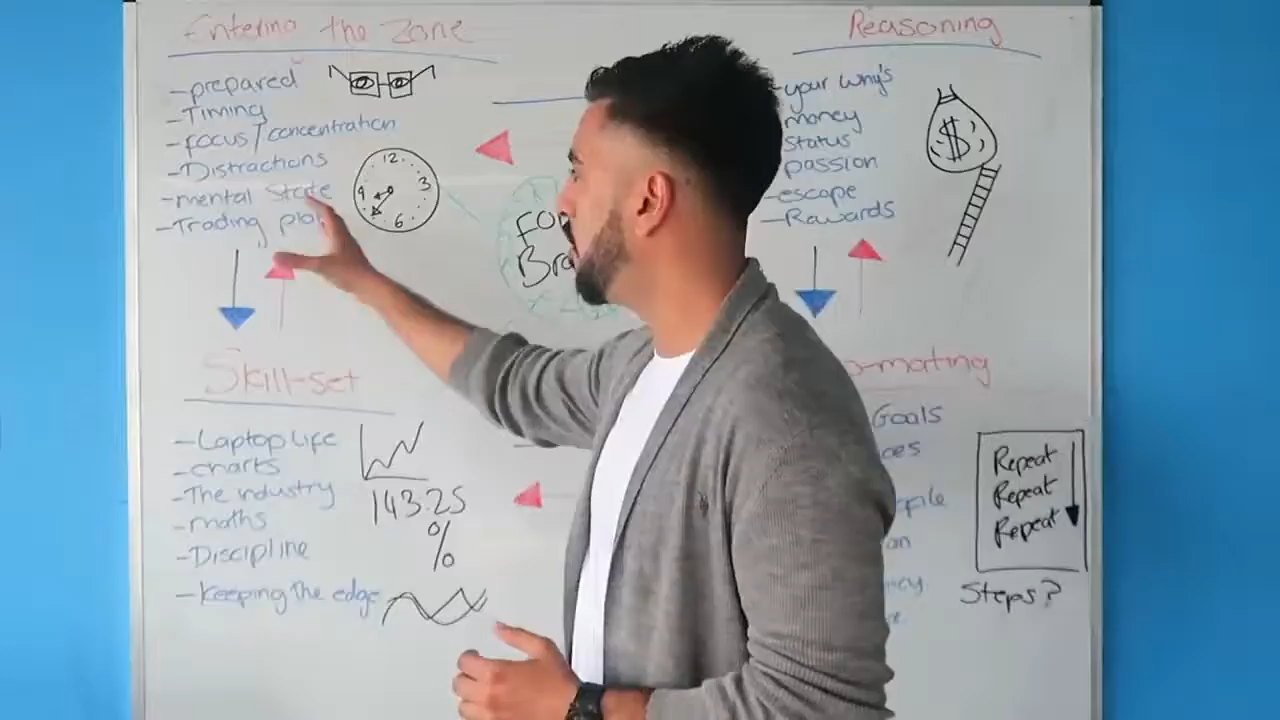 Entering the Zone
-prepared
-Timing
-focus/concentration
-Distractions
-mental State
-Trading
12
3
6
9
Reasoning
-your why's
money
status
passion
-escape
-Rewards
$
Skill-set
-Laptop Life
-charts
-The industry
-maths
-Discipline
-keeping the edge
143.25
%
Goals
Repeat
Repeat
Repeat
Steps?